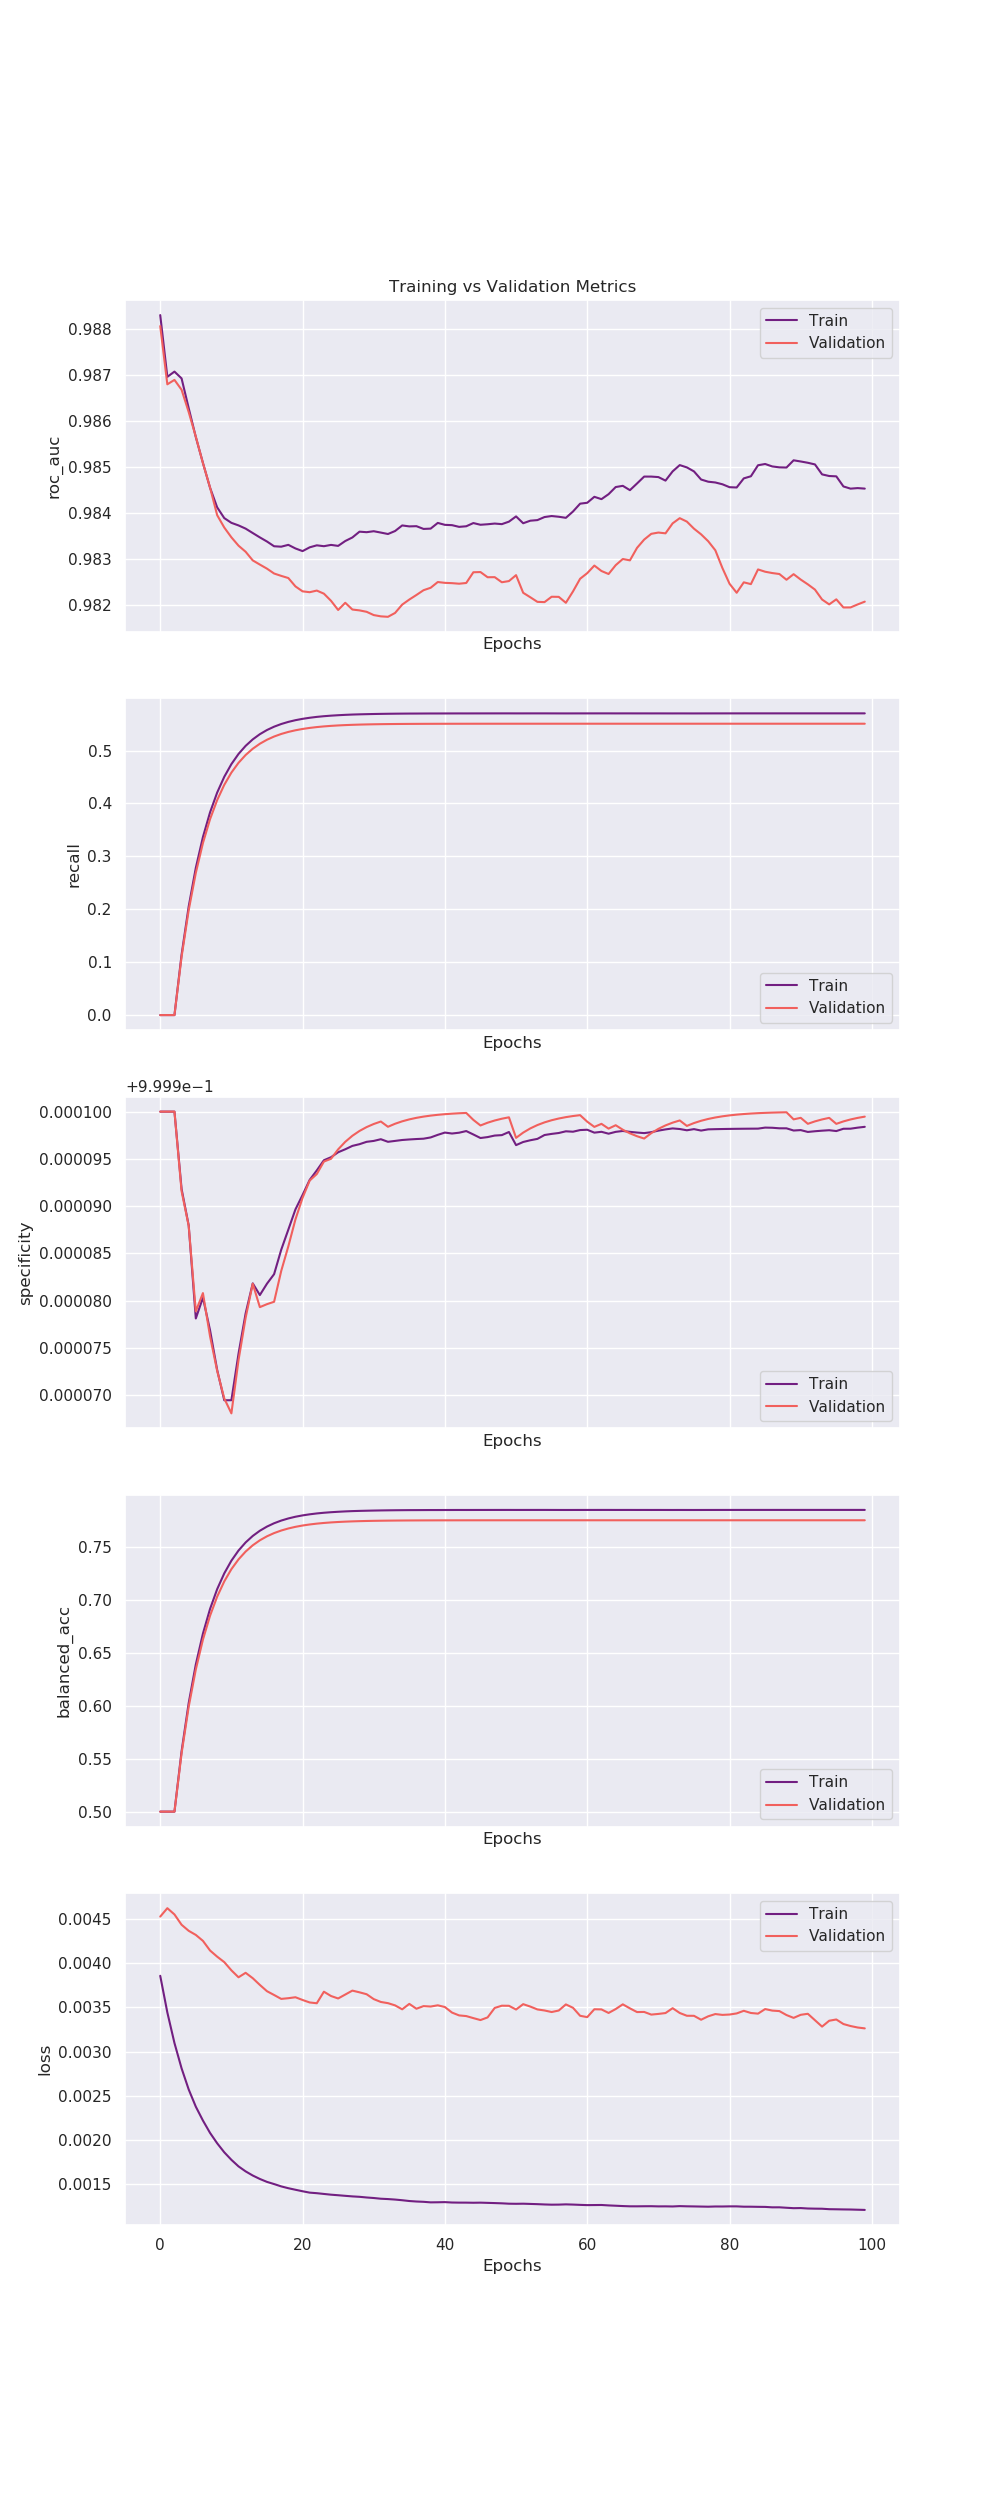 Training vs Validation Metrics
Train
Validation
0.988
0.987
0.986
0.985
0.984
0.983
0.982
roc_auc
Epochs
0.5
0.4
0.3
0.2
0.1
0.0
recall
Train
Validation
Epochs
+9.999e−1
0.000100
0.000095
0.000090
0.000085
0.000080
0.000075
0.000070
specificity
Train
Validation
Epochs
0.75
0.70
0.65
0.60
0.55
0.50
balanced_acc
Train
Validation
Epochs
Train
Validation
0.0045
0.0040
0.0035
0.0030
0.0025
0.0020
0.0015
loss
0 20 40 60 80 100
Epochs